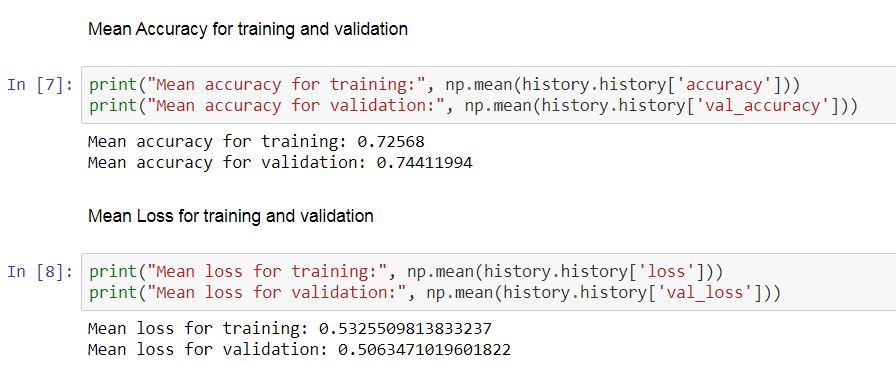 Mean Accuracy for training and validation
In [7]: print("Mean accuracy for training:", np.mean(history.history['accuracy']))
print("Mean accuracy for validation:", np.mean(history.history['val_accuracy']))
Mean accuracy for training: 0.72568
Mean accuracy for validation: 0.74411994
Mean Loss for training and validation
In [8]: print("Mean loss for training:", np.mean(history.history['loss']))
print("Mean loss for validation:", np.mean(history.history['val_loss']))
Mean loss for training: 0.5325509813833237
Mean loss for validation: 0.5063471019601822